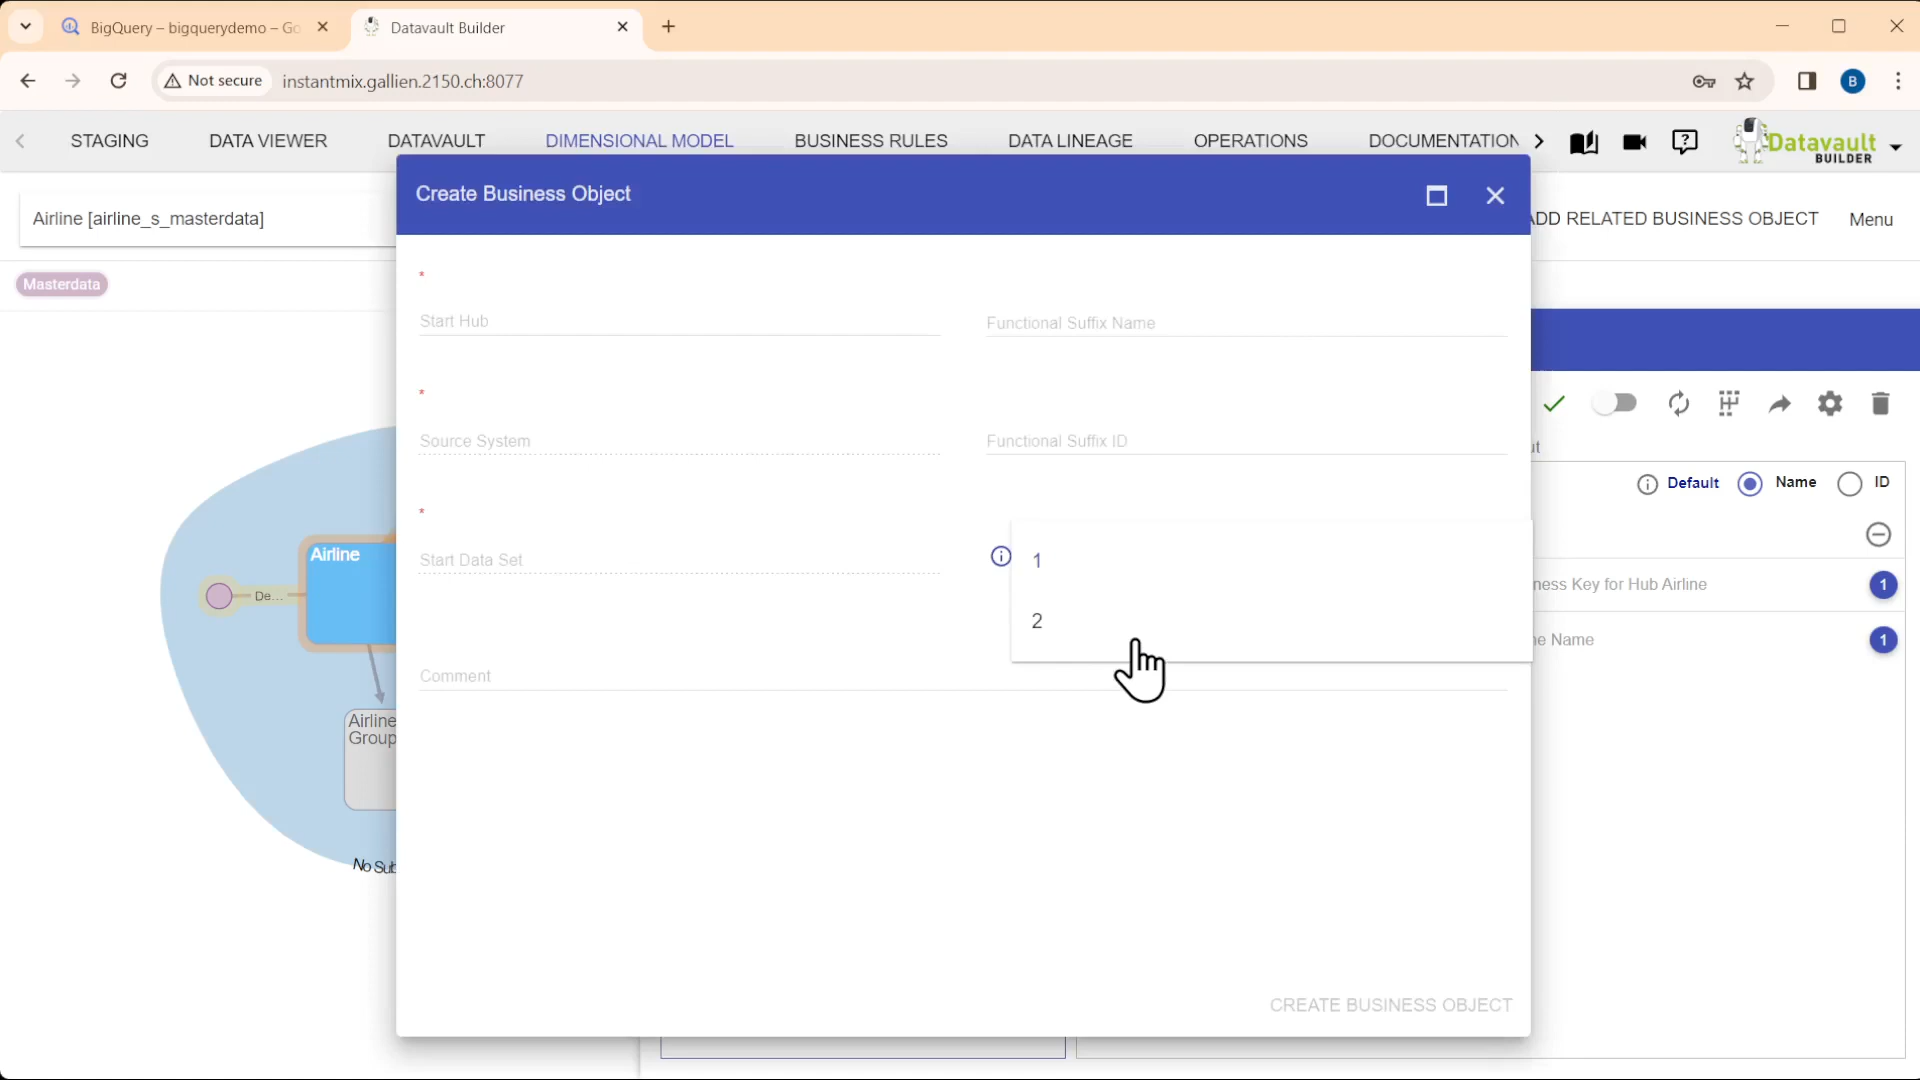 BigQuery – bigquerydemo – Go
Datavault Builder
Not secure
instantmix.gallien.2150.ch:8077
B
STAGING
DATA VIEWER
DATAVAULT
DIMENSIONAL MODEL
BUSINESS RULES
DATA LINEAGE
OPERATIONS
DOCUMENTATION
Datavault
BUILDER
Airline [airline_s_masterdata]
Create Business Object
ADD RELATED BUSINESS OBJECT
Menu
Masterdata
*
Start Hub
Functional Suffix Name
*
Source System
Functional Suffix ID
*
Start Data Set
1
2
Comment
CREATE BUSINESS OBJECT
Default
Name
ID
ness Key for Hub Airline
1
ne Name
1
Airline
De...
Airline
Group
No Sub